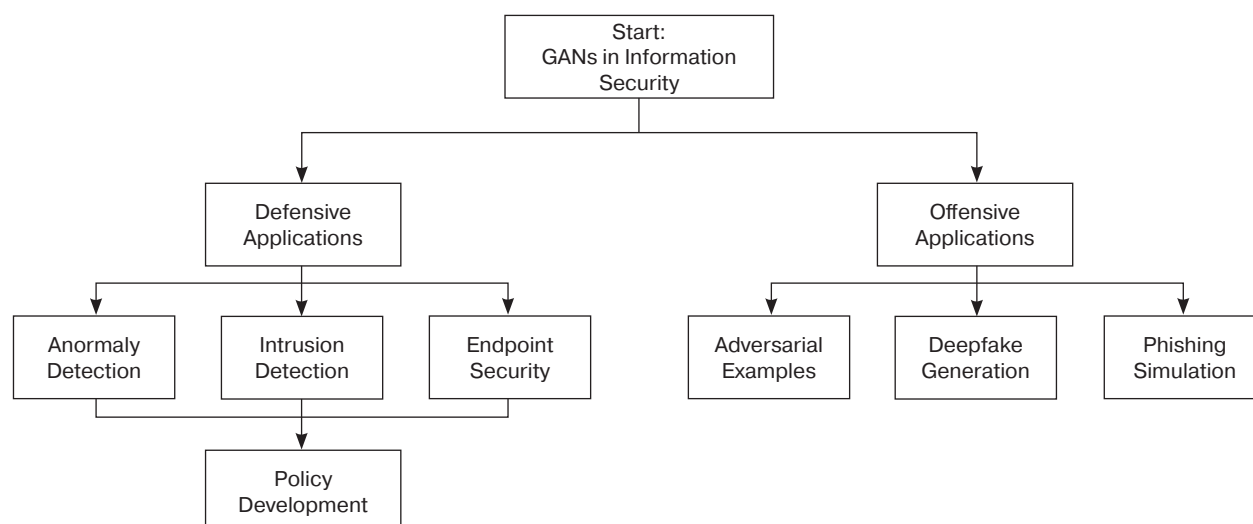 Start:
GANs in Information
Security
Defensive
Applications
Offensive
Applications
Anormaly
Detection
Intrusion
Detection
Endpoint
Security
Adversarial
Examples
Deepfake
Generation
Phishing
Simulation
Policy
Development